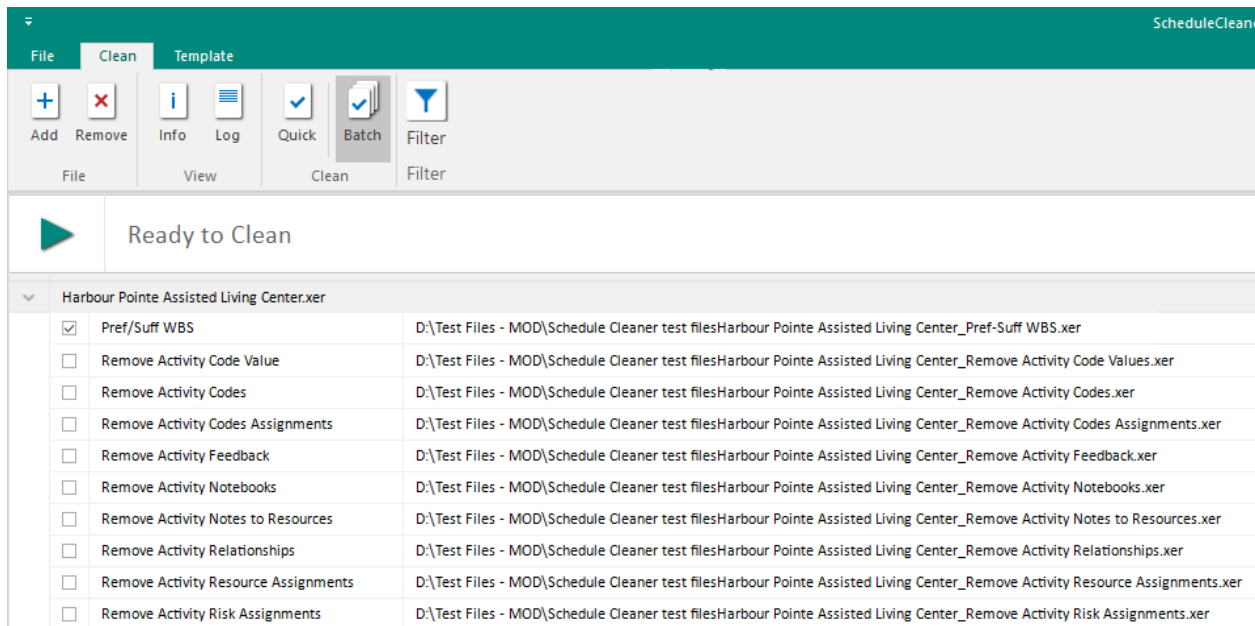 ScheduleCleane
File Clean Template
Add Remove Info Log Quick Batch Filter
File View Clean Filter
Ready to Clean
Harbour Pointe Assisted Living Center.xer
Pref/Suff WBS D:\Test Files - MOD\Schedule Cleaner test filesHarbour Pointe Assisted Living Center_Pref-Suff WBS.xer
Remove Activity Code Value D:\Test Files - MOD\Schedule Cleaner test filesHarbour Pointe Assisted Living Center_Remove Activity Code Values.xer
Remove Activity Codes D:\Test Files - MOD\Schedule Cleaner test filesHarbour Pointe Assisted Living Center_Remove Activity Codes.xer
Remove Activity Codes Assignments D:\Test Files - MOD\Schedule Cleaner test filesHarbour Pointe Assisted Living Center_Remove Activity Codes Assignments.xer
Remove Activity Feedback D:\Test Files - MOD\Schedule Cleaner test filesHarbour Pointe Assisted Living Center_Remove Activity Feedback.xer
Remove Activity Notebooks D:\Test Files - MOD\Schedule Cleaner test filesHarbour Pointe Assisted Living Center_Remove Activity Notebooks.xer
Remove Activity Notes to Resources D:\Test Files - MOD\Schedule Cleaner test filesHarbour Pointe Assisted Living Center_Remove Activity Notes to Resources.xer
Remove Activity Relationships D:\Test Files - MOD\Schedule Cleaner test filesHarbour Pointe Assisted Living Center_Remove Activity Relationships.xer
Remove Activity Resource Assignments D:\Test Files - MOD\Schedule Cleaner test filesHarbour Pointe Assisted Living Center_Remove Activity Resource Assignments.xer
Remove Activity Risk Assignments D:\Test Files - MOD\Schedule Cleaner test filesHarbour Pointe Assisted Living Center_Remove Activity Risk Assignments.xer